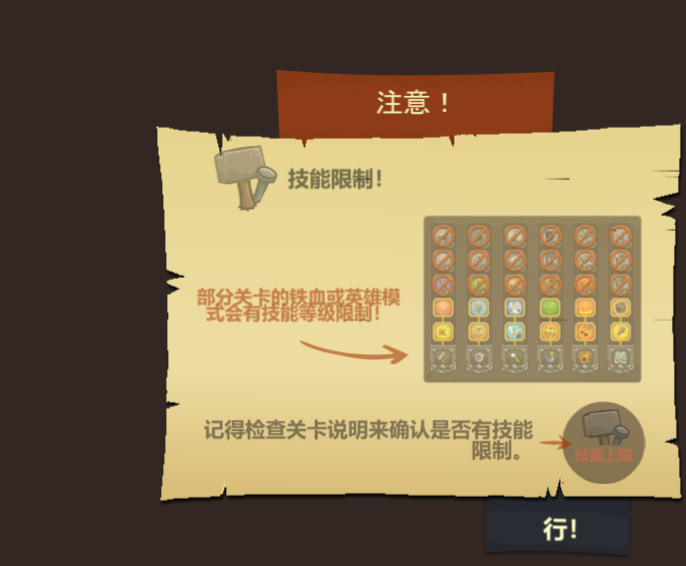 注意！
技能限制!
部分关卡的铁血或英雄模
式会有技能等级限制!
记得检查关卡说明来确认是否有技能
限制。
技能上限
行!